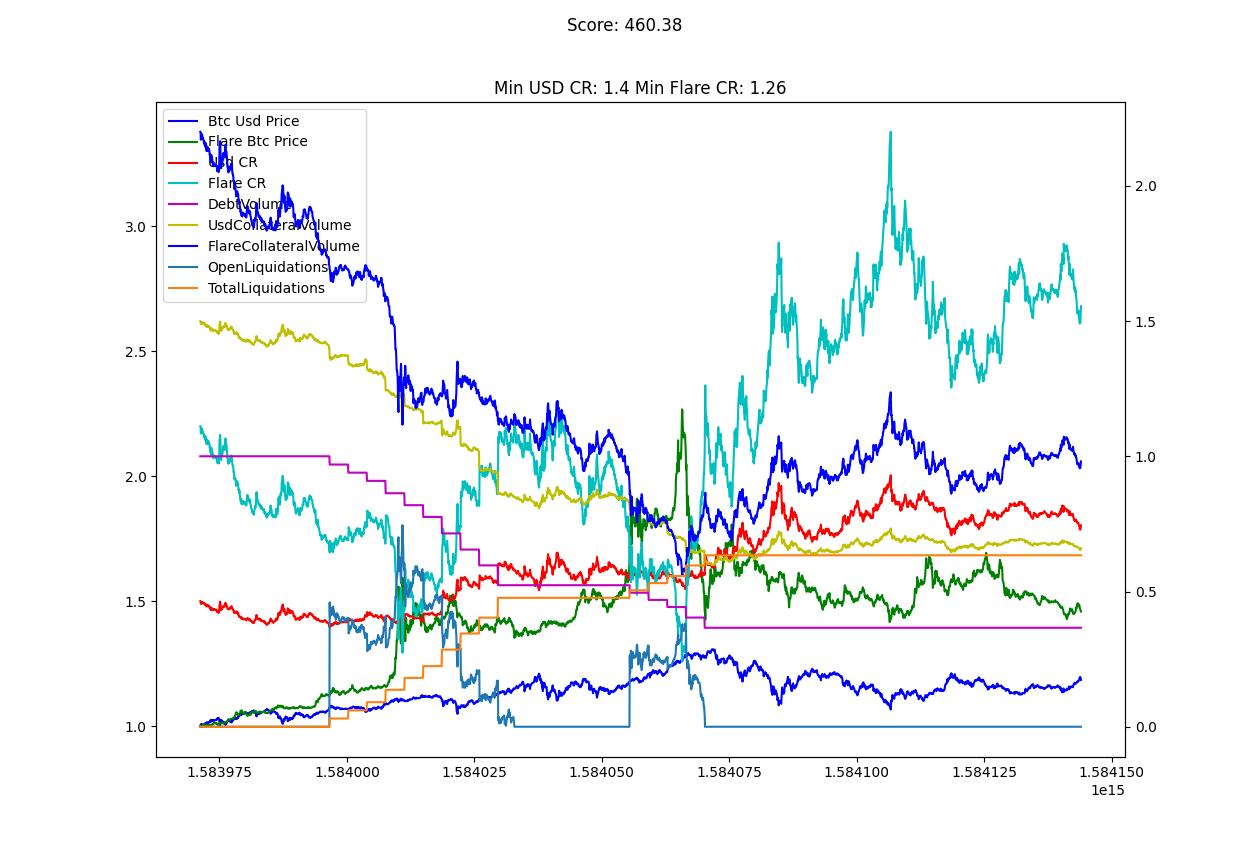 Score: 460.38
Min USD CR: 1.4 Min Flare CR: 1.26
Btc Usd Price
Flare Btc Price
Usd CR
Flare CR
DebtVolume
UsdCollateralVolume
FlareCollateralVolume
OpenLiquidations
TotalLiquidations
3.0
2.5
2.0
1.5
1.0
2.0
1.5
1.0
0.5
0.0
1.583975 1.584000 1.584025 1.584050 1.584075 1.584100 1.584125 1.584150
1e15